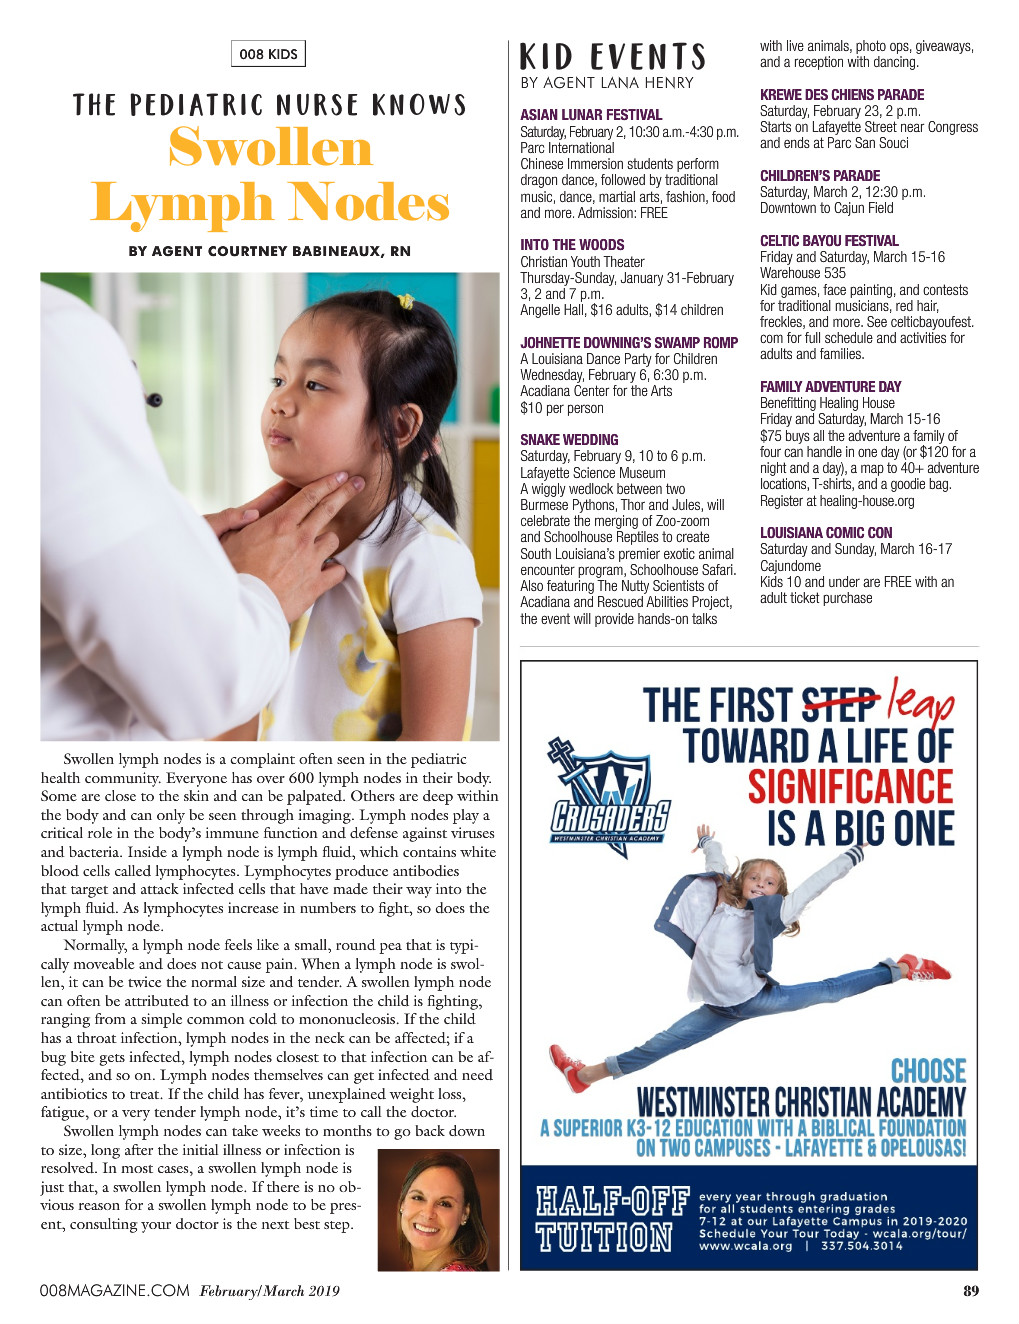 008 KIDS
THE PEDIATRIC NURSE KNOWS
Swollen
Lymph Nodes
BY AGENT COURTNEY BABINEAUX, RN
Swollen lymph nodes is a complaint often seen in the pediatric
health community. Everyone has over 600 lymph nodes in their body.
Some are close to the skin and can be palpated. Others are deep within
the body and can only be seen through imaging. Lymph nodes play a
critical role in the body's immune function and defense against viruses
and bacteria. Inside a lymph node is lymph fluid, which contains white
blood cells called lymphocytes. Lymphocytes produce antibodies
that target and attack infected cells that have made their way into the
lymph fluid. As lymphocytes increase in numbers to fight, so does the
actual lymph node.
Normally, a lymph node feels like a small, round pea that is typi-
cally moveable and does not cause pain. When a lymph node is swol-
len, it can be twice the normal size and tender. A swollen lymph node
can often be attributed to an illness or infection the child is fighting,
ranging from a simple common cold to mononucleosis. If the child
has a throat infection, lymph nodes in the neck can be affected; if a
bug bite gets infected, lymph nodes closest to that infection can be af-
fected, and so on. Lymph nodes themselves can get infected and need
antibiotics to treat. If the child has fever, unexplained weight loss,
fatigue, or a very tender lymph node, it's time to call the doctor.
Swollen lymph nodes can take weeks to months to go back down
to size, long after the initial illness or infection is
resolved. In most cases, a swollen lymph node is
just that, a swollen lymph node. If there is no ob-
vious reason for a swollen lymph node to be pres-
ent, consulting your doctor is the next best step.
KID EVENTS
BY AGENT LANA HENRY
ASIAN LUNAR FESTIVAL
Saturday, February 2, 10:30 a.m.-4:30 p.m.
Parc International
Chinese Immersion students perform
dragon dance, followed by traditional
music, dance, martial arts, fashion, food
and more. Admission: FREE
INTO THE WOODS
Christian Youth Theater
Thursday-Sunday, January 31-February
3, 2 and 7 p.m.
Angelle Hall, $16 adults, $14 children
JOHNETTE DOWNING'S SWAMP ROMP
A Louisiana Dance Party for Children
Wednesday, February 6, 6:30 p.m.
Acadiana Center for the Arts
$10 per person
SNAKE WEDDING
Saturday, February 9, 10 to 6 p.m.
Lafayette Science Museum
A wiggly wedlock between two
Burmese Pythons, Thor and Jules, will
celebrate the merging of Zoo-zoom
and Schoolhouse Reptiles to create
South Louisiana's premier exotic animal
encounter program, Schoolhouse Safari.
Also featuring The Nutty Scientists of
Acadiana and Rescued Abilities Project,
the event will provide hands-on talks
with live animals, photo ops, giveaways,
and a reception with dancing.
KREWE DES CHIENS PARADE
Saturday, February 23, 2 p.m.
Starts on Lafayette Street near Congress
and ends at Parc San Souci
CHILDREN'S PARADE
Saturday, March 2, 12:30 p.m.
Downtown to Cajun Field
CELTIC BAYOU FESTIVAL
Friday and Saturday, March 15-16
Warehouse 535
Kid games, face painting, and contests
for traditional musicians, red hair,
freckles, and more. See celticbayoufest.
com for full schedule and activities for
adults and families.
FAMILY ADVENTURE DAY
Benefitting Healing House
Friday and Saturday, March 15-16
$75 buys all the adventure a family of
four can handle in one day (or $120 for a
night and a day), a map to 40+ adventure
locations, T-shirts, and a goodie bag.
Register at healing-house.org
LOUISIANA COMIC CON
Saturday and Sunday, March 16-17
Cajundome
Kids 10 and under are FREE with an
adult ticket purchase
THE FIRST STEP leap
TOWARD A LIFE OF
SIGNIFICANCE
IS A BIG ONE
CRUSADERS
WESTMINSTER CHRISTIAN ACADEMY
CHOOSE
WESTMINSTER CHRISTIAN ACADEMY
A SUPERIOR K3-12 EDUCATION WITH A BIBLICAL FOUNDATION
ON TWO CAMPUSES - LAFAYETTE & OPELOUSAS!
HALF-OFF
TUITION
every year through graduation
for all students entering grades
7-12 at our Lafayette Campus in 2019-2020
Schedule Your Tour Today - wcala.org/tour/
www.wcala.org | 337.504.3014
008MAGAZINE.COM February/March 2019
89